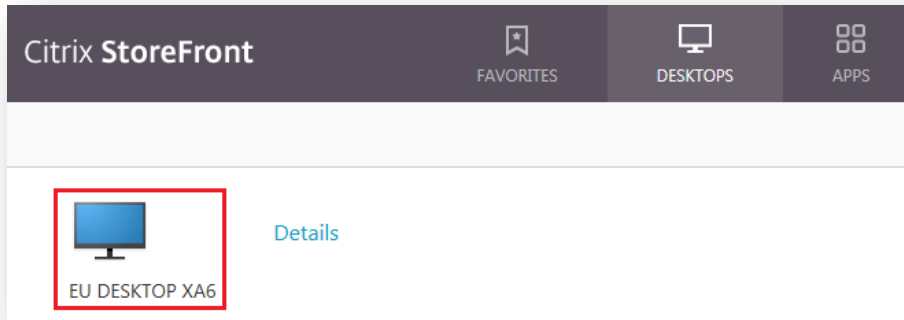 Citrix StoreFront
FAVORITES
DESKTOPS
APPS
Details
EU DESKTOP XA6